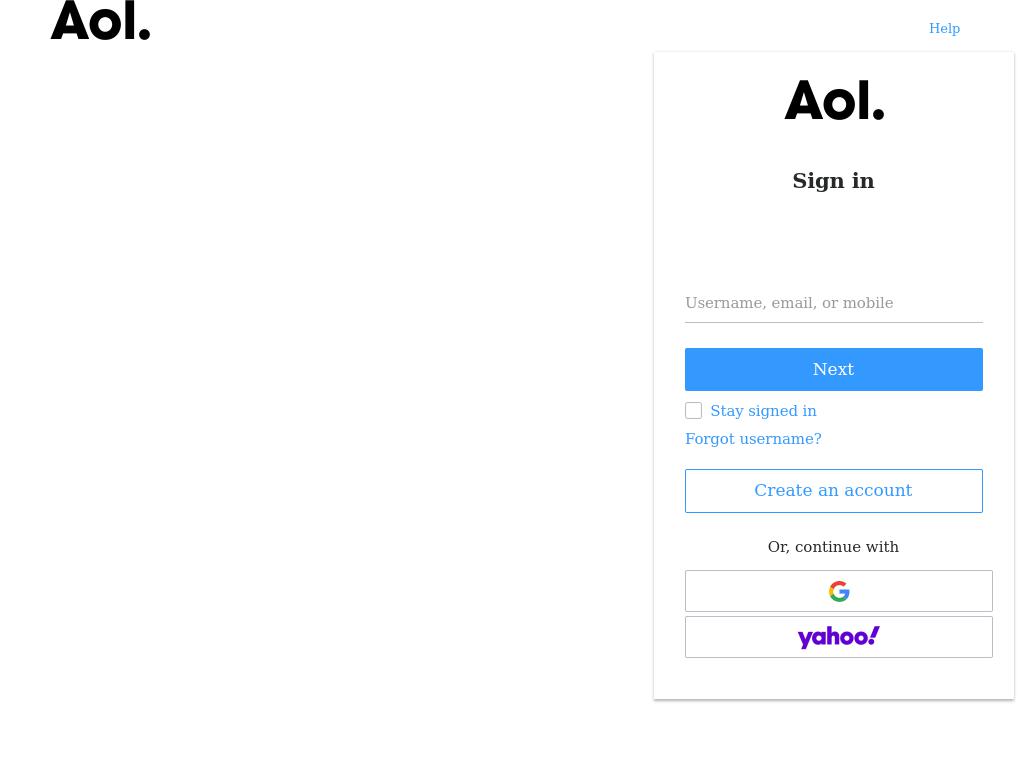 Aol.
Help
Aol.
Sign in
Username, email, or mobile
Next
Stay signed in
Forgot username?
Create an account
Or, continue with
G
yahoo!